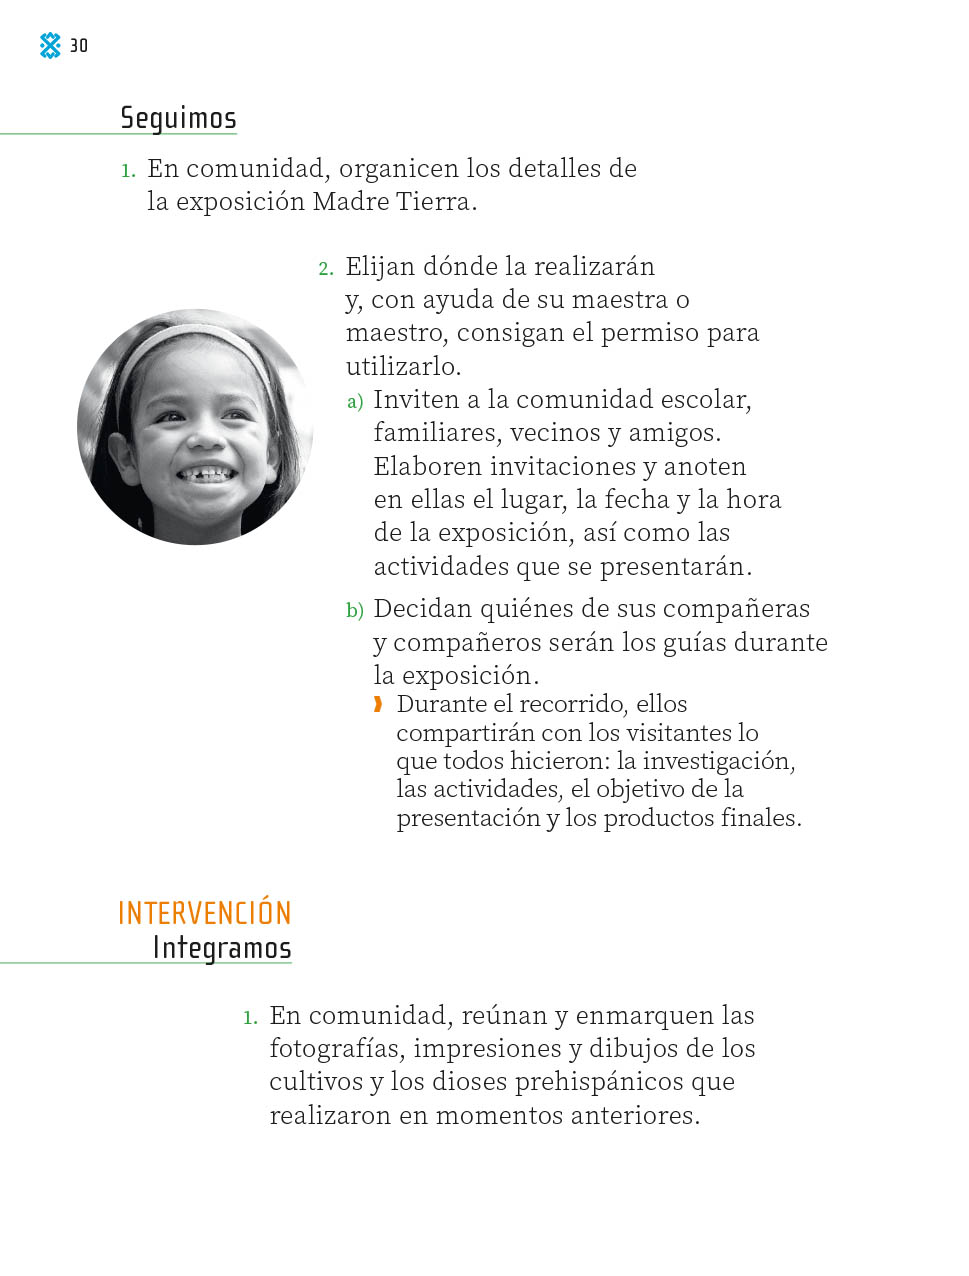 30
Seguimos
1. En comunidad, organicen los detalles de
la exposición Madre Tierra.
2. Elijan dónde la realizarán
y, con ayuda de su maestra o
maestro, consigan el permiso para
utilizarlo.
a) Inviten a la comunidad escolar,
familiares, vecinos y amigos.
Elaboren invitaciones y anoten
en ellas el lugar, la fecha y la hora
de la exposición, así como las
actividades que se presentarán.
b) Decidan quiénes de sus compañeras
y compañeros serán los guías durante
la exposición.
Durante el recorrido, ellos
compartirán con los visitantes lo
que todos hicieron: la investigación,
las actividades, el objetivo de la
presentación y los productos finales.
INTERVENCIÓN
Integramos
1. En comunidad, reúnan y enmarquen las
fotografías, impresiones y dibujos de los
cultivos y los dioses prehispánicos que
realizaron en momentos anteriores.